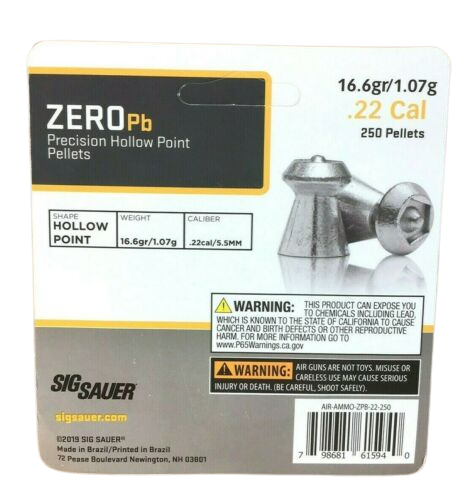 16.6gr/1.07g
.22 Cal
250 Pellets
ZEROPb
Precision Hollow Point
Pellets
SHAPE
HOLLOW
POINT
WEIGHT
16.6gr/1.07g
CALIBER
.22cal/5.5MM
WARNING: THIS PRODUCT CAN EXPOSE YOU
TO CHEMICALS INCLUDING LEAD,
WHICH IS KNOWN TO THE STATE OF CALIFORNIA TO CAUSE
CANCER AND BIRTH DEFECTS OR OTHER REPRODUCTIVE
HARM. FOR MORE INFORMATION GO TO
www.P65Warnings.ca.gov
WARNING: AIR GUNS ARE NOT TOYS. MISUSE OR
CARELESS USE MAY CAUSE SERIOUS
INJURY OR DEATH. (BE CAREFUL, SHOOT SAFELY).
SIG SAUER
sigsauer.com
©2019 SIG SAUER®
Made in Brazil/Printed in Brazil
72 Pease Boulevard Newington, NH 03801
AIR-AMMO-ZPB-22-250
7 98681 61594 0